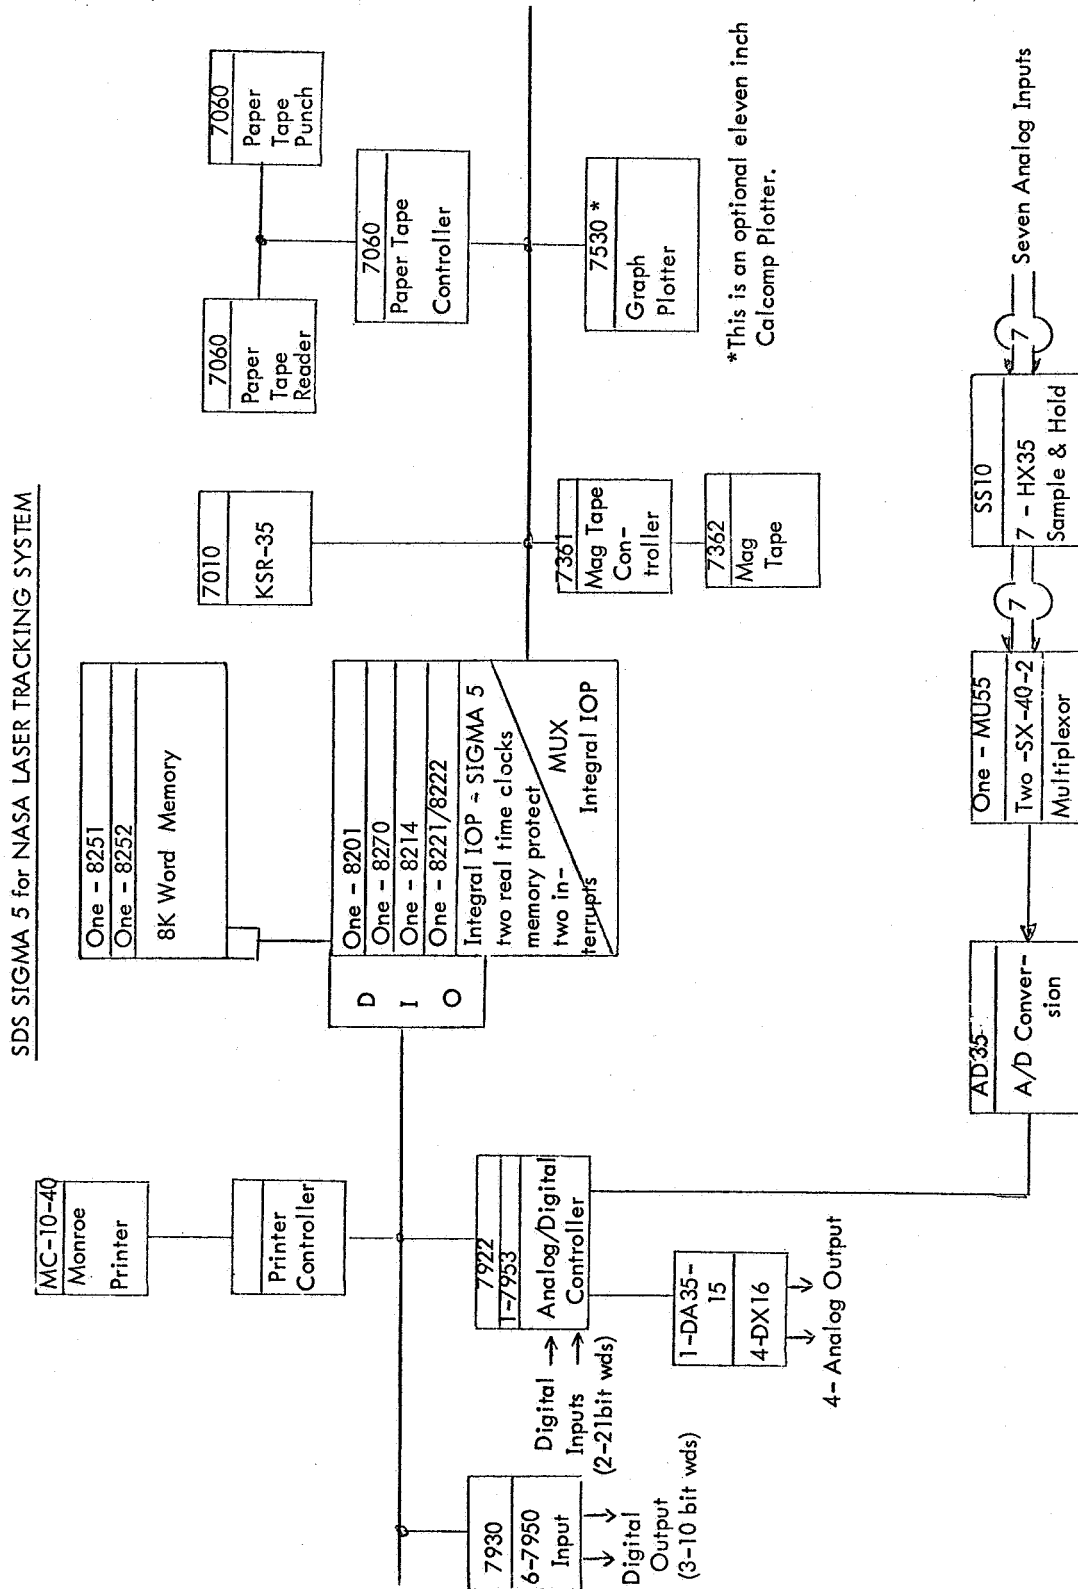 SDS SIGMA 5 for NASA LASER TRACKING SYSTEM
MC-10-40
Monroe
Printer
Printer
Controller
One - 8251
One - 8252
8K Word Memory
7010
KSR-35
7060
Paper
Tape
Reader
7060
Paper
Tape
Punch
7060
Paper Tape
Controller
D
I
O
One - 8201
One - 8270
One - 8214
One - 8221/8222
Integral IOP - SIGMA 5
two real time clocks
memory protect
two in-
terrupts
MUX
Integral IOP
7930
6-7950
Input
Digital
Output
(3-10 bit wds)
Digital
Inputs
(2-21bit wds)
7922
1-7953
Analog/Digital
Controller
7361
Mag Tape
Con-
troller
7362
Mag
Tape
7530 *
Graph
Plotter
*This is an optional eleven inch
Calcomp Plotter.
1-DA35-
15
4-DX16
4- Analog Output
AD35
A/D Conver-
sion
One - MU55
Two -SX-40-2
Multiplexor
7
SS10
7 - HX35
Sample & Hold
7
Seven Analog Inputs